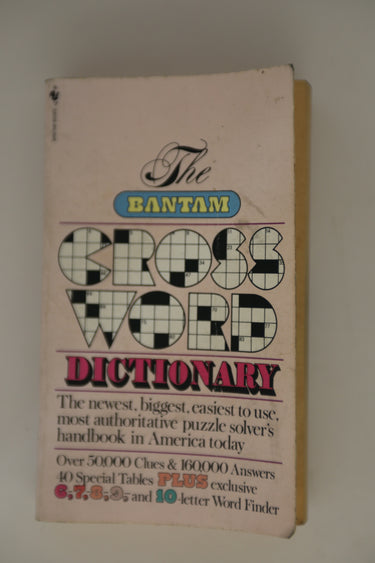 The
BANTAM
CROSS
WORD
DICTIONARY
The newest, biggest, easiest to use,
most authoritative puzzle solver's
handbook in America today
Over 50,000 Clues & 160,000 Answers
40 Special Tables PLUS exclusive
6, 7, 8, 9, and 10-letter Word Finder